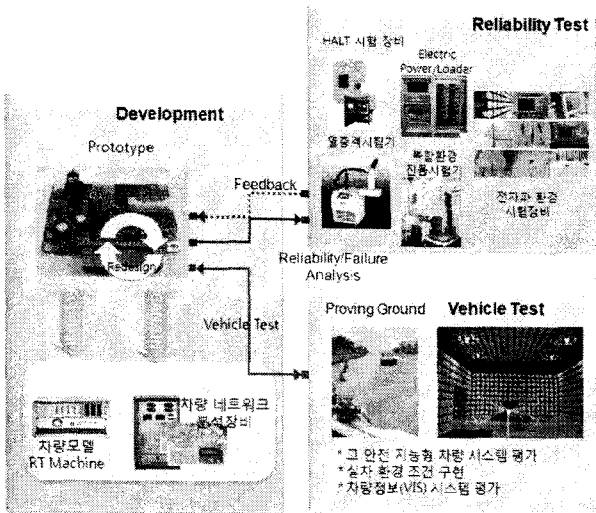 Development
Prototype
Redesign
차량모델
RT Machine
차량 네트워크
분석장비
Feedback
Reliability/Failure
Analysis
Vehicle Test
Reliability Test
HALT 시험 장비
Electric
Power/Loader
열충격시험기
복합환경
진동시험기
전자파 환경
시험장비
Proving Ground
Vehicle Test
* 고 안전 지능형 차량 시스템 평가
* 실차 환경 조건 구현
* 차량정보(VIS) 시스템 평가